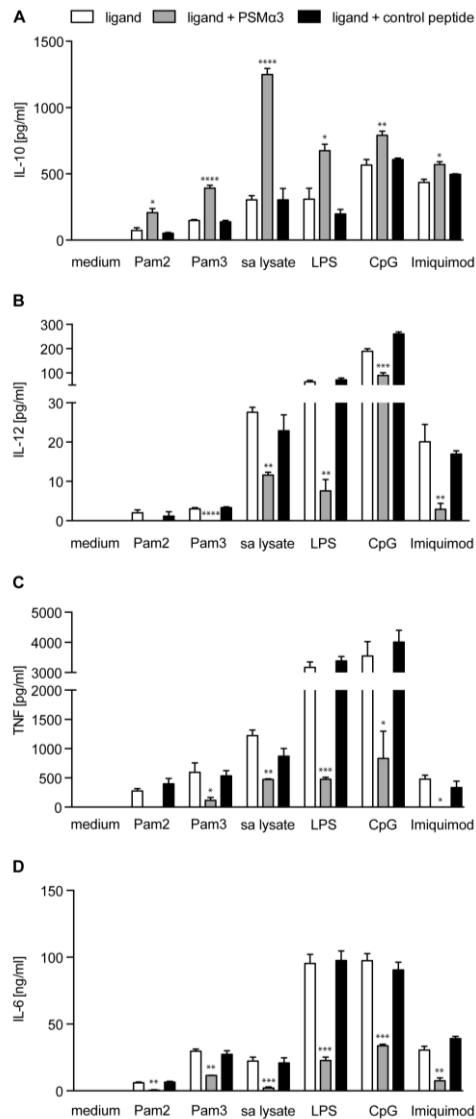 ligand ligand + PSMα3 ligand + control peptide
A
1500
1000
500
0
IL-10 [pg/ml]
* **** **** * ** *
medium Pam2 Pam3 sa lysate LPS CpG Imiquimod
B
300
200
100
30
20
10
0
IL-12 [pg/ml]
**** ** ** *** **
medium Pam2 Pam3 sa lysate LPS CpG Imiquimod
C
5000
4000
3000
2000
1500
1000
500
0
TNF [pg/ml]
* ** *** * *
medium Pam2 Pam3 sa lysate LPS CpG Imiquimod
D
150
100
50
0
IL-6 [ng/ml]
** ** *** *** *** **
medium Pam2 Pam3 sa lysate LPS CpG Imiquimod